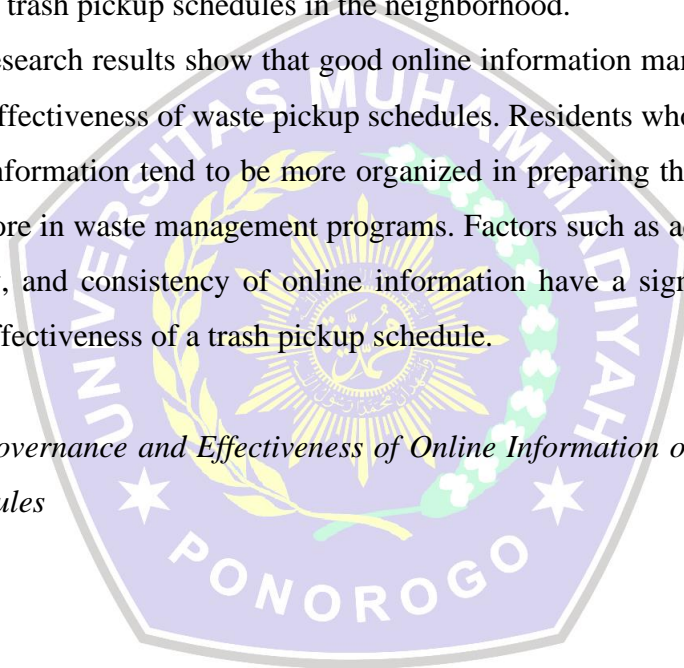 trash pickup schedules in the neighborhood.
esearch results show that good online information mar
ffectiveness of waste pickup schedules. Residents who
nformation tend to be more organized in preparing th
ore in waste management programs. Factors such as a
, and consistency of online information have a sign
ffectiveness of a trash pickup schedule.
overnance and Effectiveness of Online Information o
ules
UNIVERSITAS MUHAMMADIYAH
PONOROGO